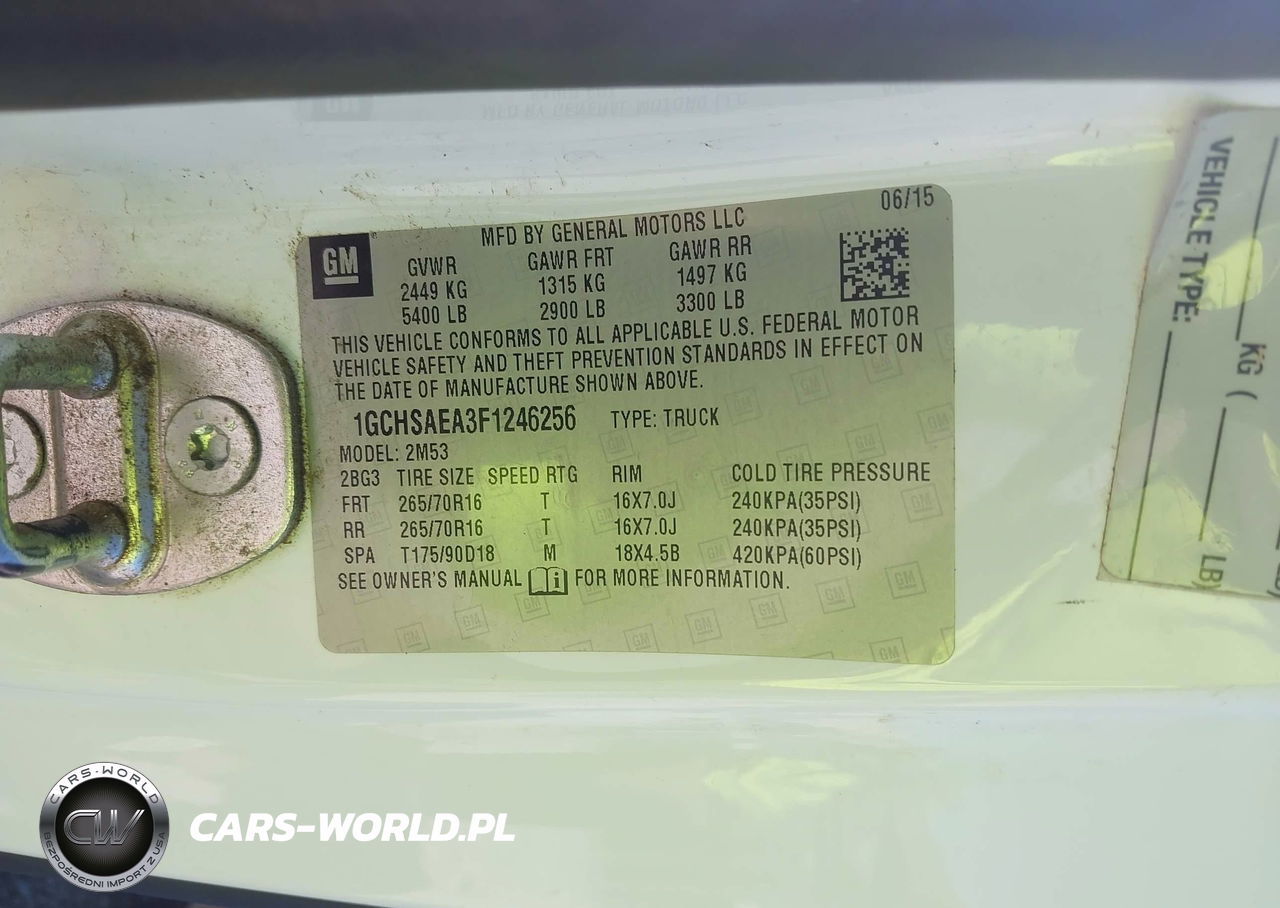 06/15
MFD BY GENERAL MOTORS LLC
GM
GVWR GAWR FRT GAWR RR
2449 KG 1315 KG 1497 KG
5400 LB 2900 LB 3300 LB
THIS VEHICLE CONFORMS TO ALL APPLICABLE U.S. FEDERAL MOTOR
VEHICLE SAFETY AND THEFT PREVENTION STANDARDS IN EFFECT ON
THE DATE OF MANUFACTURE SHOWN ABOVE.
1GCHSAEA3F1246256 TYPE: TRUCK
MODEL: 2M53
2BG3 TIRE SIZE SPEED RTG RIM COLD TIRE PRESSURE
FRT 265/70R16 T 16X7.0J 240KPA(35PSI)
RR 265/70R16 T 16X7.0J 240KPA(35PSI)
SPA T175/90D18 M 18X4.5B 420KPA(60PSI)
SEE OWNER'S MANUAL FOR MORE INFORMATION.
VEHICLE TYPE:
KG (
LB)
CARS-WORLD
CW
BEZPOŚREDNI IMPORT Z USA
CARS-WORLD.PL